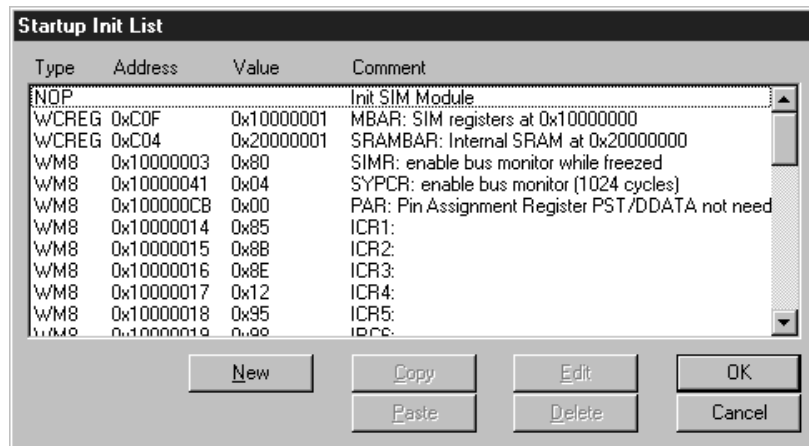 Startup Init List
Type Address Value Comment
NOP Init SIM Module
WCREG 0xC0F 0x10000001 MBAR: SIM registers at 0x10000000
WCREG 0xC04 0x20000001 SRAMBAR: Internal SRAM at 0x20000000
WM8 0x10000003 0x80 SIMR: enable bus monitor while freezed
WM8 0x10000041 0x04 SYPCR: enable bus monitor (1024 cycles)
WM8 0x100000CB 0x00 PAR: Pin Assignment Register PST/DDATA not need
WM8 0x10000014 0x85 ICR1:
WM8 0x10000015 0x8B ICR2:
WM8 0x10000016 0x8E ICR3:
WM8 0x10000017 0x12 ICR4:
WM8 0x10000018 0x95 ICR5:
WM8 0x10000019
New Copy Edit OK
Paste Delete Cancel